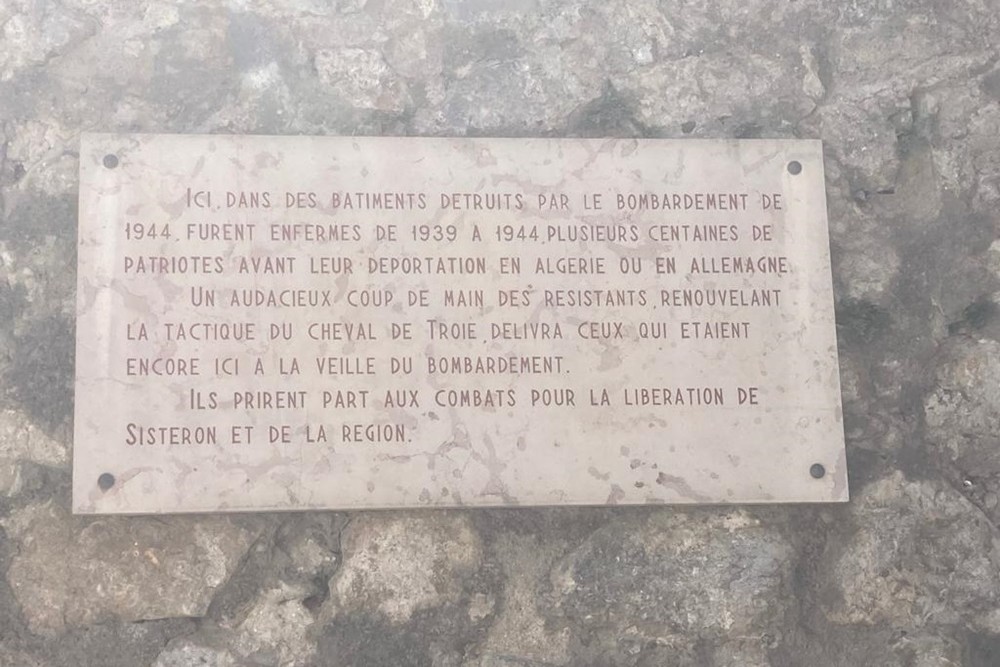 ICI, DANS DES BATIMENTS DETRUITS PAR LE BOMBARDEMENT DE
1944, FURENT ENFERMES DE 1939 A 1944, PLUSIEURS CENTAINES DE
PATRIOTES AVANT LEUR DEPORTATION EN ALGERIE OU EN ALLEMAGNE.
UN AUDACIEUX COUP DE MAIN DES RESISTANTS, RENOUVELANT
LA TACTIQUE DU CHEVAL DE TROIE, DELIVRA CEUX QUI ETAIENT
ENCORE ICI A LA VEILLE DU BOMBARDEMENT.
ILS PRIRENT PART AUX COMBATS POUR LA LIBERATION DE
SISTERON ET DE LA REGION.